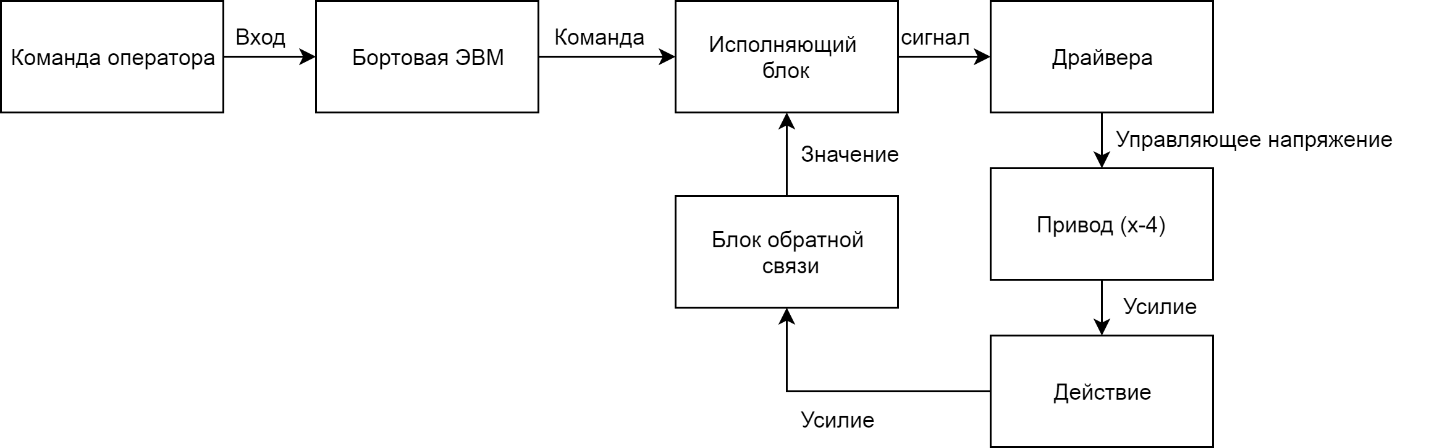 Команда оператора
Вход
Бортовая ЭВМ
Команда
Исполняющий
блок
сигнал
Драйвера
Управляющее напряжение
Значение
Привод (х-4)
Блок обратной
связи
Усилие
Действие
Усилие